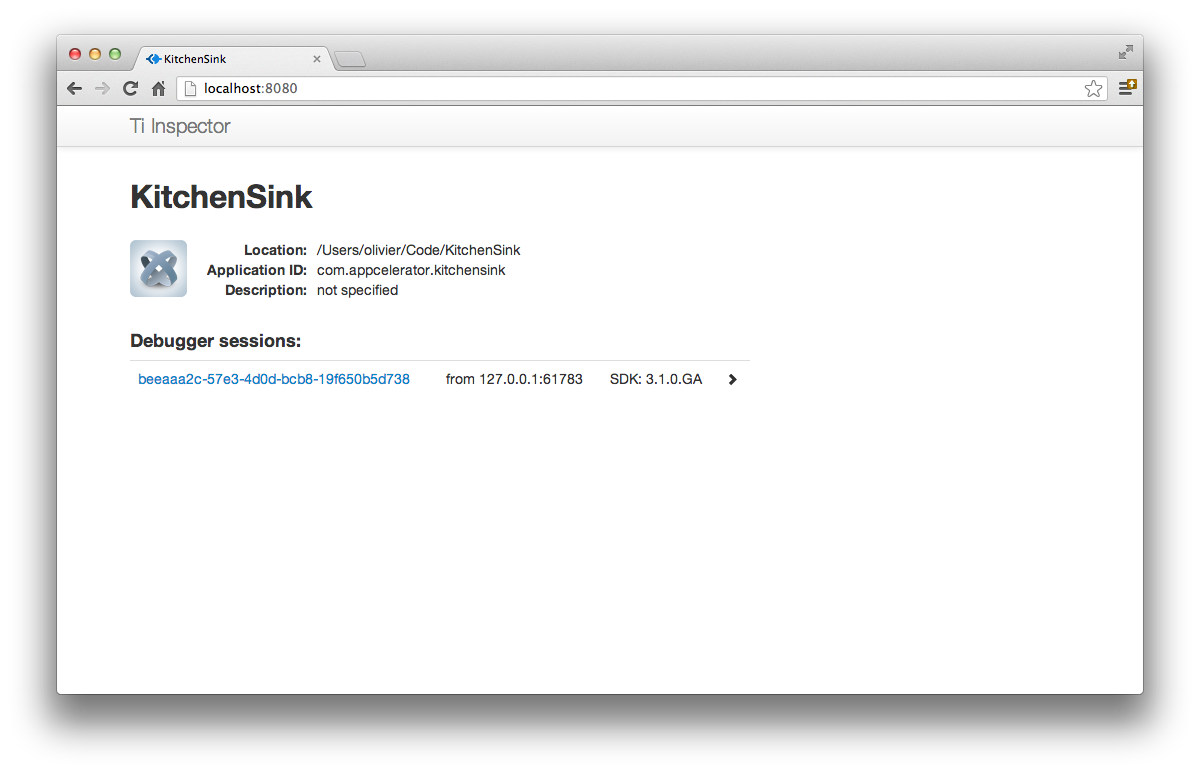 KitchenSink
localhost:8080
Ti Inspector
KitchenSink
Location: /Users/olivier/Code/KitchenSink
Application ID: com.appcelerator.kitchensink
Description: not specified
Debugger sessions:
beeaaa2c-57e3-4d0d-bcb8-19f650b5d738 from 127.0.0.1:61783 SDK: 3.1.0.GA